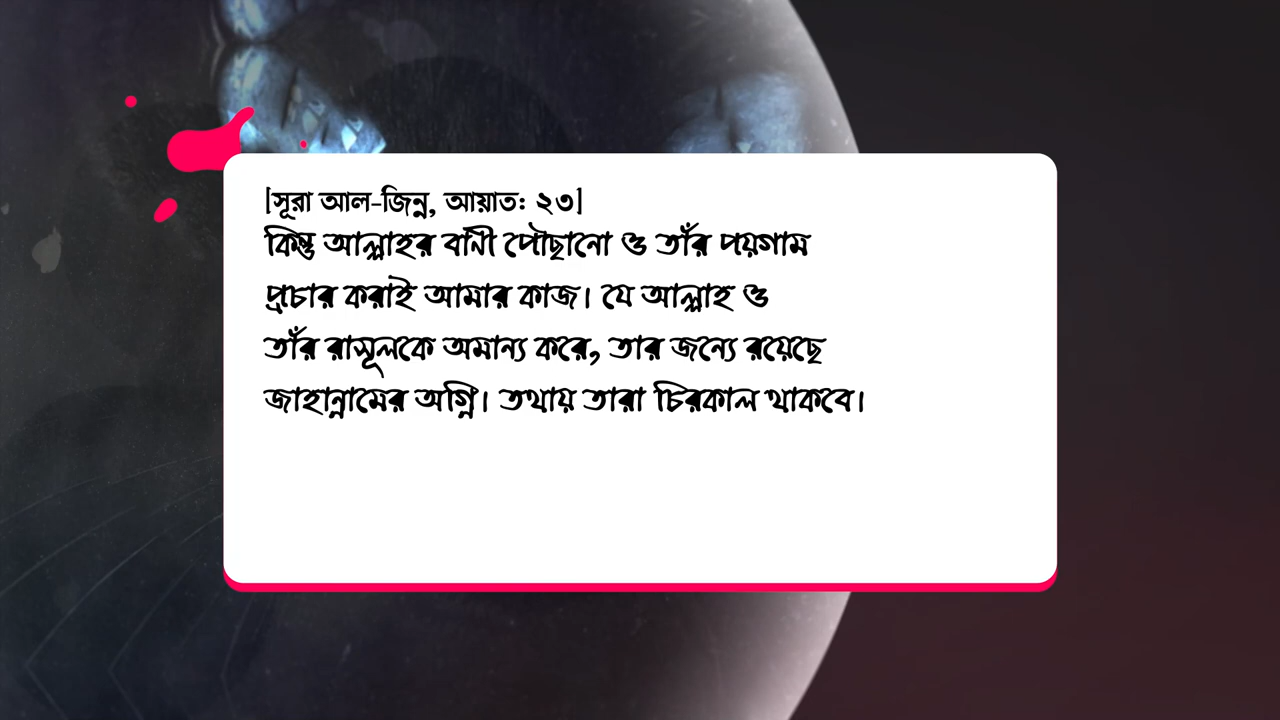 [সূরা আল-জিন্ন, আয়াত: ২৩]
কিন্তু আল্লাহর বানী পৌছানো ও তাঁর পয়গাম
প্রচার করাই আমার কাজ। যে আল্লাহ ও
তাঁর রাসূলকে অমান্য করে, তার জন্যে রয়েছে
জাহান্নামের অগ্নি। তথায় তারা চিরকাল থাকবে।